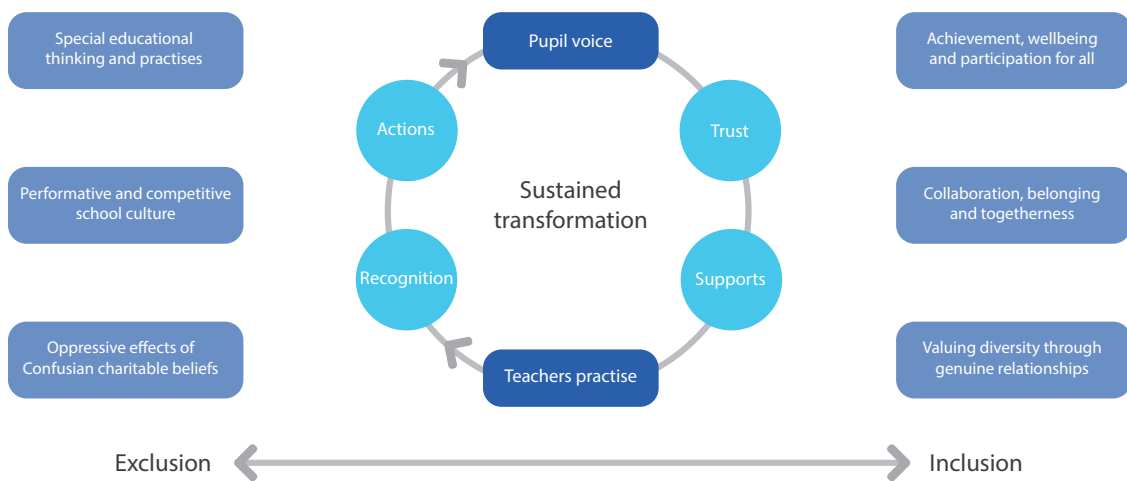 Special educational
thinking and practises
Performative and competitive
school culture
Oppressive effects of
Confusian charitable beliefs
Pupil voice
Actions
Trust
Sustained
transformation
Recognition
Supports
Teachers practise
Achievement, wellbeing
and participation for all
Collaboration, belonging
and togetherness
Valuing diversity through
genuine relationships
Exclusion
Inclusion